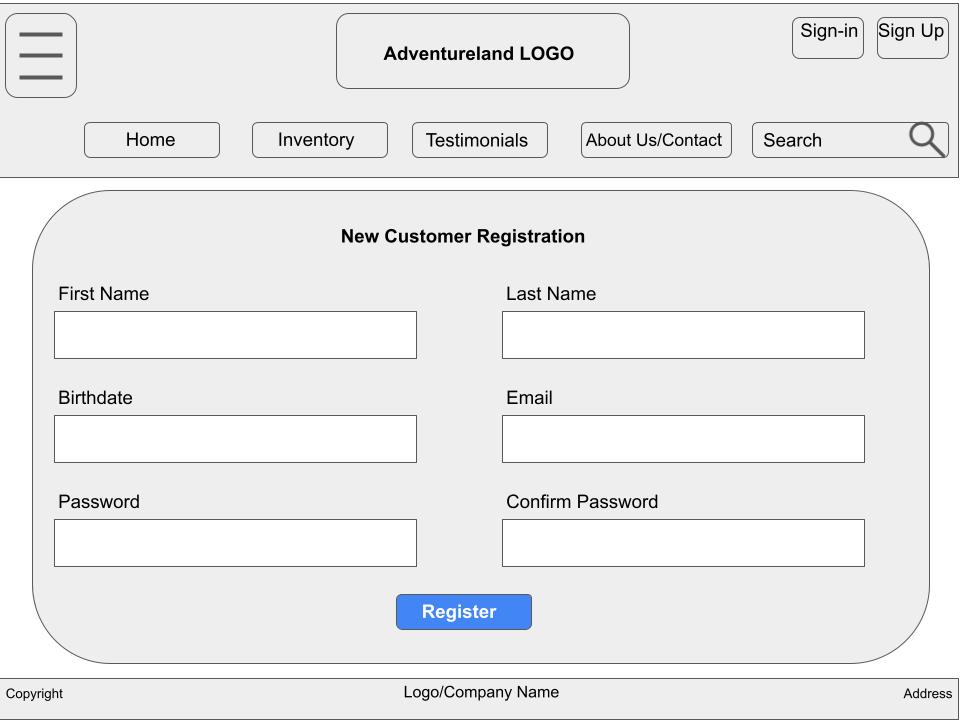 Adventureland LOGO
Sign-in
Sign Up
Home
Inventory
Testimonials
About Us/Contact
Search
New Customer Registration
First Name
Last Name
Birthdate
Email
Password
Confirm Password
Register
Copyright
Logo/Company Name
Address